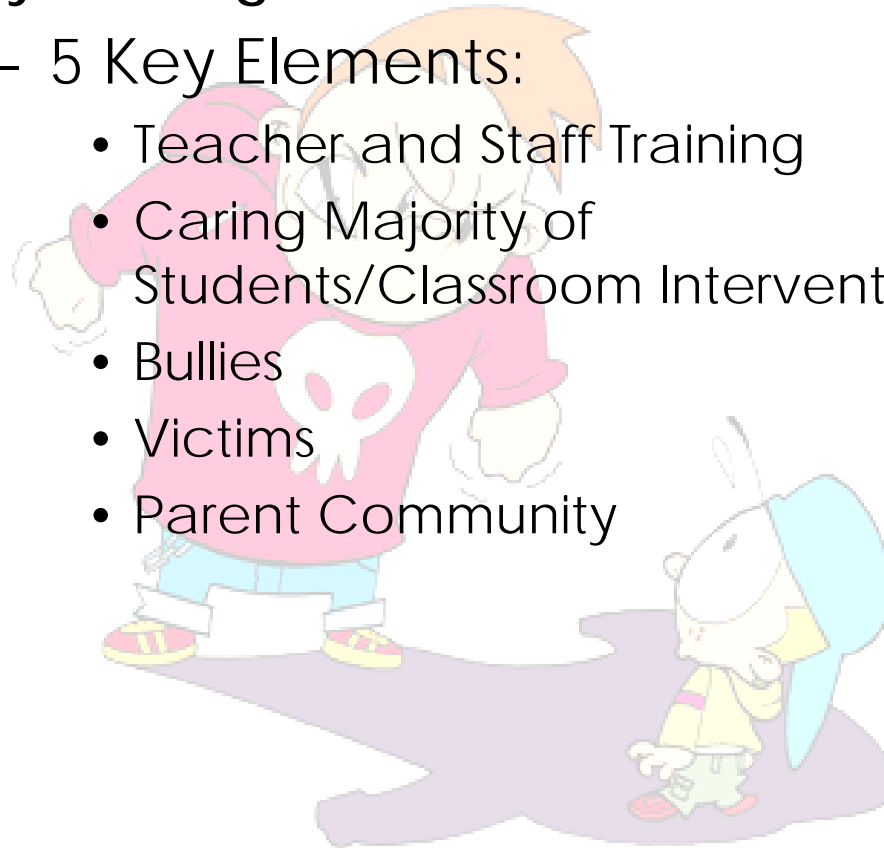 – 5 Key Elements:
• Teacher and Staff Training
• Caring Majority of
Students/Classroom Intervent
• Bullies
• Victims
• Parent Community